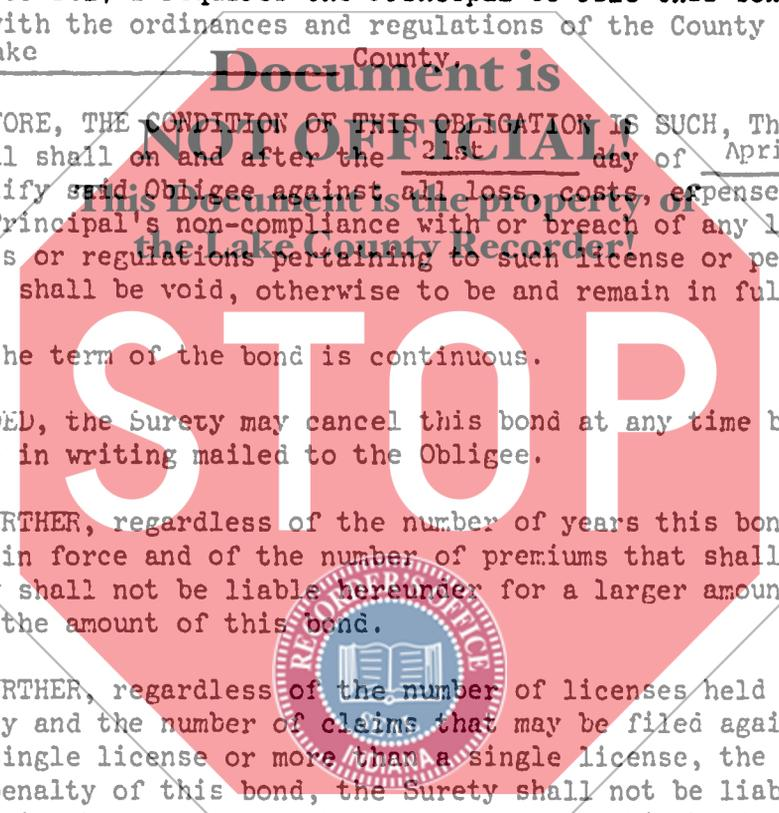 with the ordinances and regulations of the County
ake County.
Document is
ORE, THE CONDITION OF THIS OBLIGATION IS SUCH, Th
NOT OFFICIAL!
l shall on and after the 21st day of Apri
ify said Obligee against all loss, costs, expense
This Document is the property of
rincipal's non-compliance with or breach of any l
the Lake County Recorder!
s or regulations pertaining to such license or pe
shall be void, otherwise to be and remain in ful
STOP
he term of the bond is continuous.
ED, the Surety may cancel this bond at any time b
in writing mailed to the Obligee.
RTHER, regardless of the number of years this bon
in force and of the number of premiums that shall
shall not be liable hereunder for a larger amoun
the amount of this bond.
RECORDER'S OFFICE
RTHER, regardless of the number of licenses held
y and the number of claims that may be filed agai
INDIANA
ingle license or more than a single license, the
enalty of this bond, the Surety shall not be liab